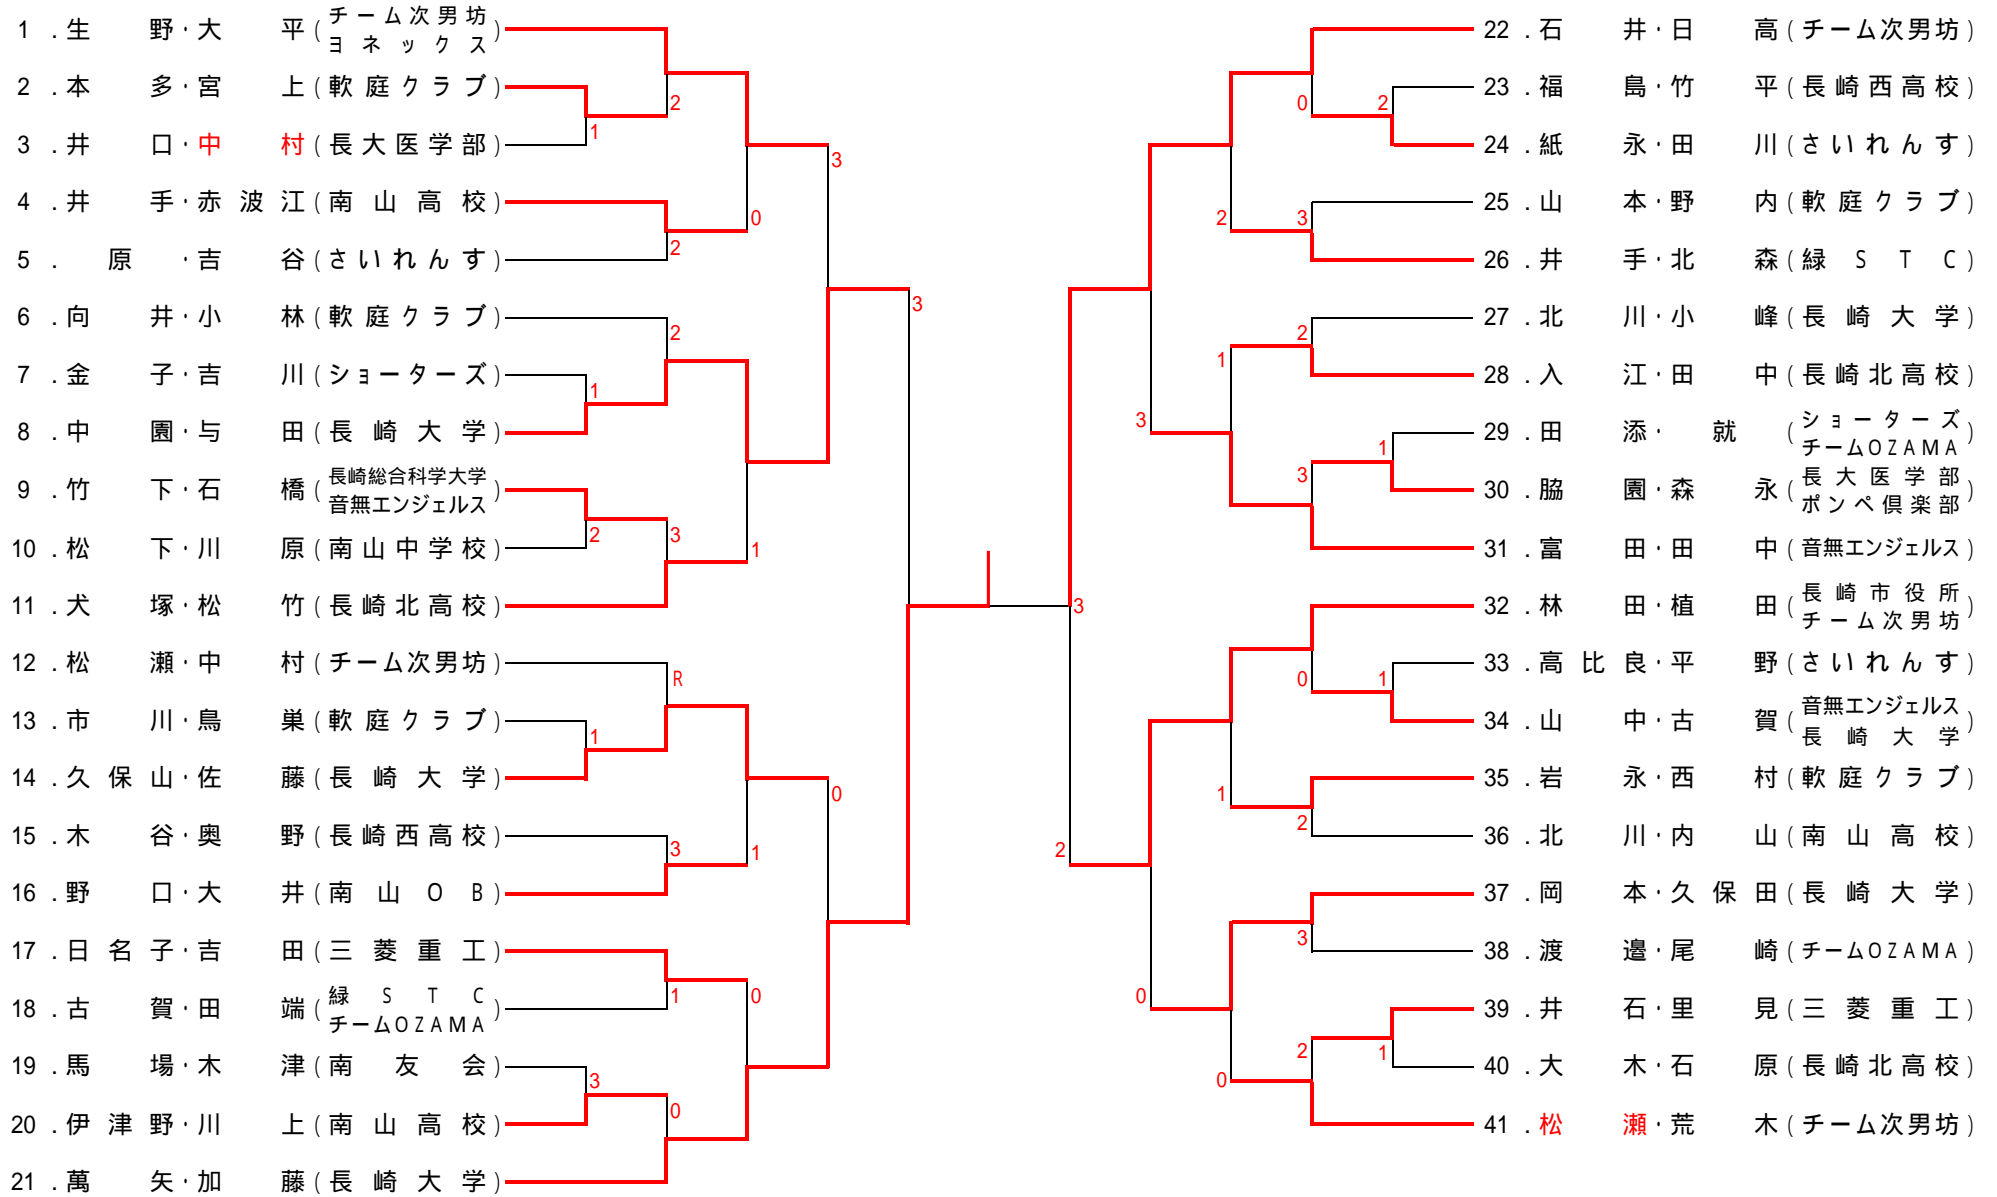 1 . 生野・大平 (チーム次男坊 ヨネックス)
2 . 本多・宮上 (軟庭クラブ)
3 . 井口・中村 (長大医学部)
4 . 井手・赤波江 (南山高校)
5 . 原・吉谷 (さいれんす)
6 . 向井・小林 (軟庭クラブ)
7 . 金子・吉川 (ショーターズ)
8 . 中園・与田 (長崎大学)
9 . 竹下・石橋 (長崎総合科学大学 音無エンジェルス)
10 . 松下・川原 (南山中学校)
11 . 犬塚・松竹 (長崎北高校)
12 . 松瀬・中村 (チーム次男坊)
13 . 市川・鳥巣 (軟庭クラブ)
14 . 久保山・佐藤 (長崎大学)
15 . 木谷・奥野 (長崎西高校)
16 . 野口・大井 (南山OB)
17 . 日名子・吉田 (三菱重工)
18 . 古賀・田端 (緑STC チームOZAMA)
19 . 馬場・木津 (南友会)
20 . 伊津野・川上 (南山高校)
21 . 萬矢・加藤 (長崎大学)
2
1
0
2
3
2
1
2
3
1
3
R
1
3
1
0
1
0
3
0
3
2
22 . 石井・日高 (チーム次男坊)
23 . 福島・竹平 (長崎西高校)
24 . 紙永・田川 (さいれんす)
25 . 山本・野内 (軟庭クラブ)
26 . 井手・北森 (緑STC)
27 . 北川・小峰 (長崎大学)
28 . 入江・田中 (長崎北高校)
29 . 田添・就 (ショーターズ チームOZAMA)
30 . 脇園・森永 (長大医学部 ポンペ倶楽部)
31 . 富田・田中 (音無エンジェルス)
32 . 林田・植田 (長崎市役所 チーム次男坊)
33 . 高比良・平野 (さいれんす)
34 . 山中・古賀 (音無エンジェルス 長崎大学)
35 . 岩永・西村 (軟庭クラブ)
36 . 北川・内山 (南山高校)
37 . 岡本・久保田 (長崎大学)
38 . 渡邉・尾崎 (チームOZAMA)
39 . 井石・里見 (三菱重工)
40 . 大木・石原 (長崎北高校)
41 . 松瀬・荒木 (チーム次男坊)
0
2
2
3
2
1
3
1
3
0
1
1
2
3
0
2
1
0